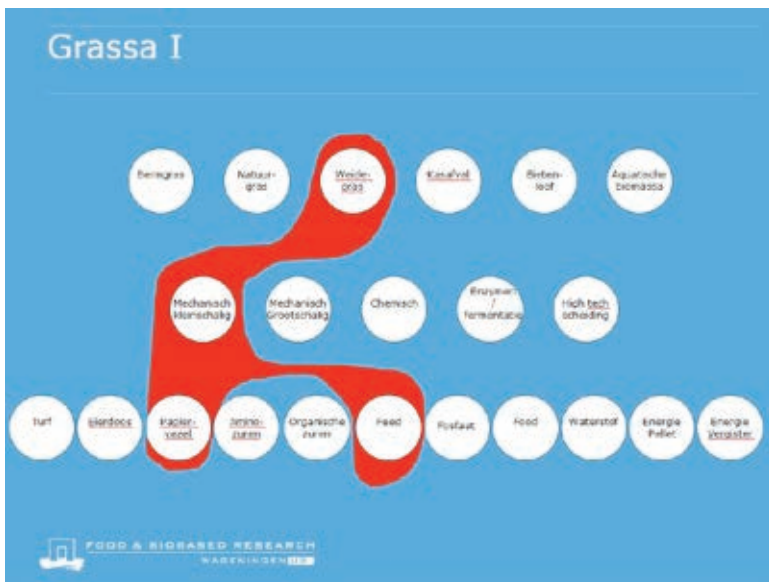 Grassa I
Bermgras
Natuur-
gras
Weide-
gras
Kasafval
Bieten-
loof
Aquatische
biomassa
Mechanisch
kleinschalig
Mechanisch
Grootschalig
Chemisch
Enzymen
/
fermentatie
High tech
scheiding
Turf
Eierdoos
Papier-
vezel
Amino-
zuren
Organische
zuren
Feed
Fosfaat
Food
Waterstof
Energie
Pellet
Energie
Vergister
FOOD & BIOBASED RESEARCH
WAGENINGEN UR